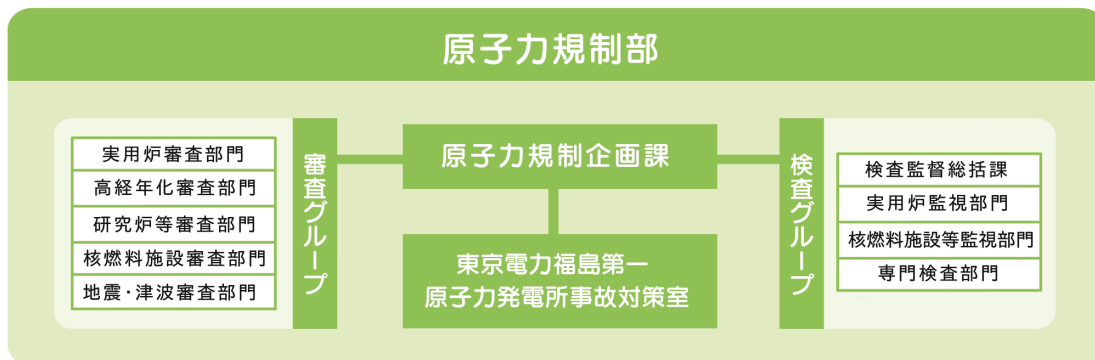 原子力規制部
実用炉審査部門
高経年化審査部門
研究炉等審査部門
核燃料施設審査部門
地震・津波審査部門
審査グループ
原子力規制企画課
東京電力福島第一
原子力発電所事故対策室
検査グループ
検査監督総括課
実用炉監視部門
核燃料施設等監視部門
専門検査部門